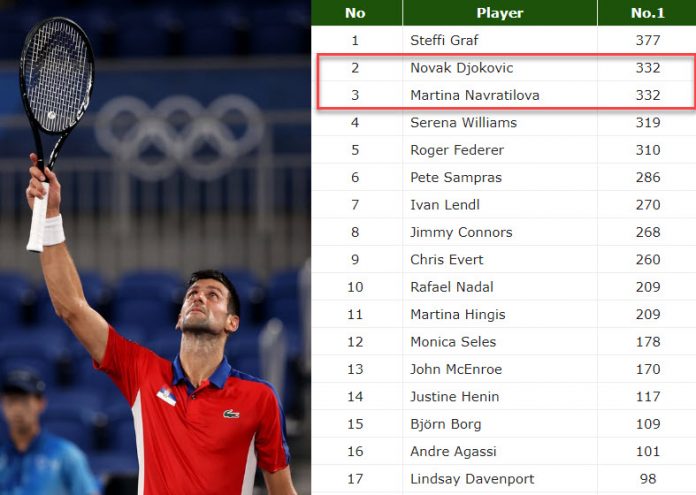 No Player No.1
1 Steffi Graf 377
2 Novak Djokovic 332
3 Martina Navratilova 332
4 Serena Williams 319
5 Roger Federer 310
6 Pete Sampras 286
7 Ivan Lendl 270
8 Jimmy Connors 268
9 Chris Evert 260
10 Rafael Nadal 209
11 Martina Hingis 209
12 Monica Seles 178
13 John McEnroe 170
14 Justine Henin 117
15 Björn Borg 109
16 Andre Agassi 101
17 Lindsay Davenport 98